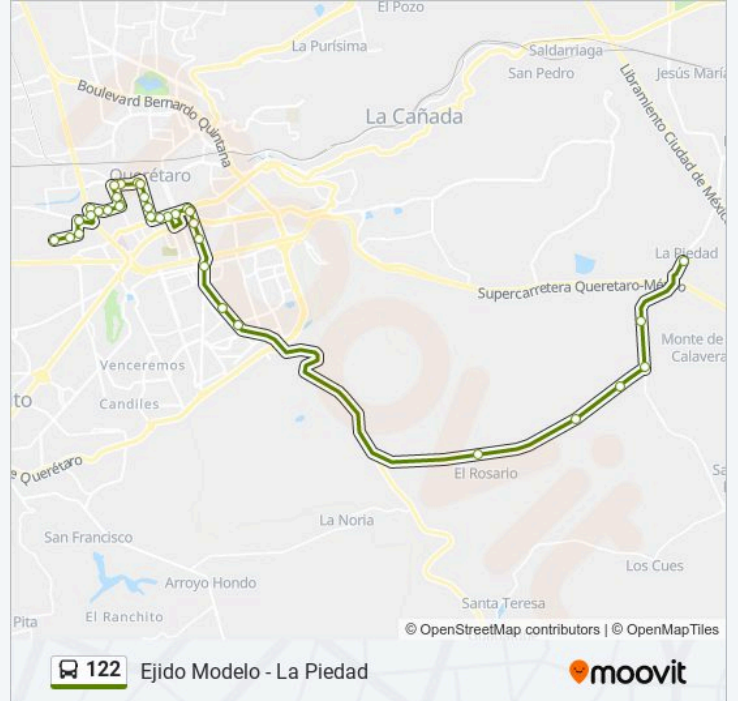 El Pozo
La Purísima
Saldarriaga
San Pedro
Jesús María
Boulevard Bernardo Quintana
La Cañada
Libramiento Ciudad de Méxic
Querétaro
La Piedad
Supercarretera Queretaro-México
Monte de
Calavera
Venceremos
Candiles
to
e Querétaro
El Rosario
San Francisco
La Noria
Los Cues
Arroyo Hondo
Santa Teresa
El Ranchito
Pita
© OpenStreetMap contributors | © OpenMapTiles
122 Ejido Modelo - La Piedad
moovit